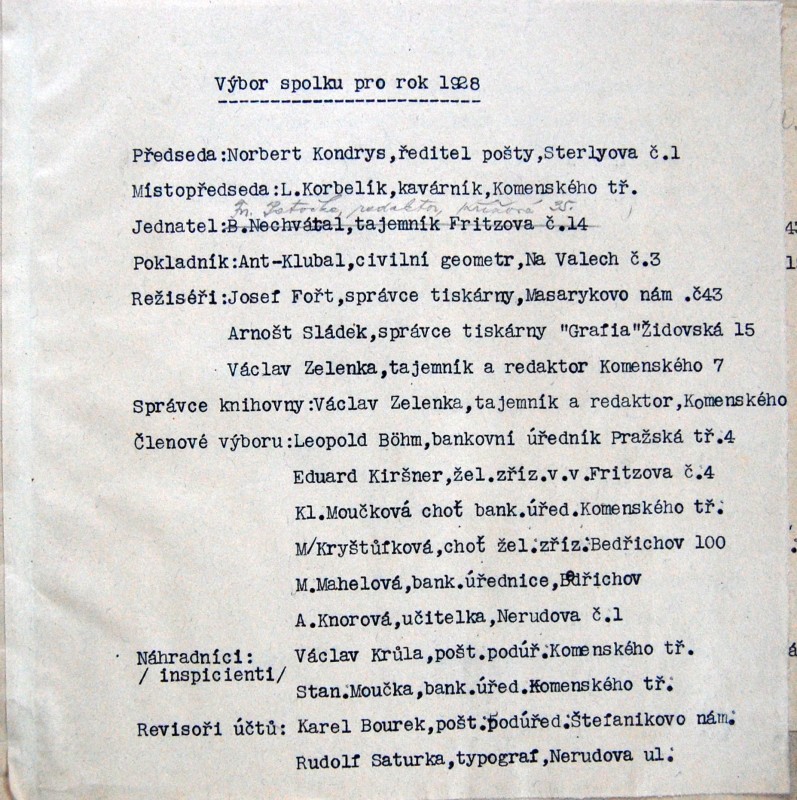 Výbor spolku pro rok 1928
Předseda:Norbert Kondrys,ředitel pošty,Sterlyova č.1
Místopředseda:L.Korbelík,kavárník,Komenského tř.
redaktor, 35.
Jednatel:B.Nechvátal,tajemník Fritzova č.14
Pokladník:Ant-Klubal,civilní geometr,Na Valech č.3
Režiséři:Josef Fořt,správce tiskárny,Masarykovo nám .č43
Arnošt Sládek,správce tiskárny "Grafia"Židovská 15
Václav Zelenka,tajemník a redaktor Komenského 7
Správce knihovny:Václav Zelenka,tajemník a redaktor,Komenského
Členové výboru:Leopold Böhm,bankovní úředník Pražská tř.4
Eduard Kiršner,žel.zříz.v.v.Fritzova č.4
Kl.Moučková choť bank.úřed.Komenského tř.
M/Kryštůfková,choť žel.zříz.Bedřichov 100
M.Mahelová,bank.úřednice,Bdřichov
A.Knorová,učitelka,Nerudova č.1
Náhradníci: Václav Krůla,pošt.podúř.Komenského tř.
/ inspicienti/
Stan.Moučka,bank.úřed.Komenského tř.
Revisoři účtů: Karel Bourek,pošt.podúřed.Štefanikovo nám.
Rudolf Saturka,typograf,Nerudova ul.